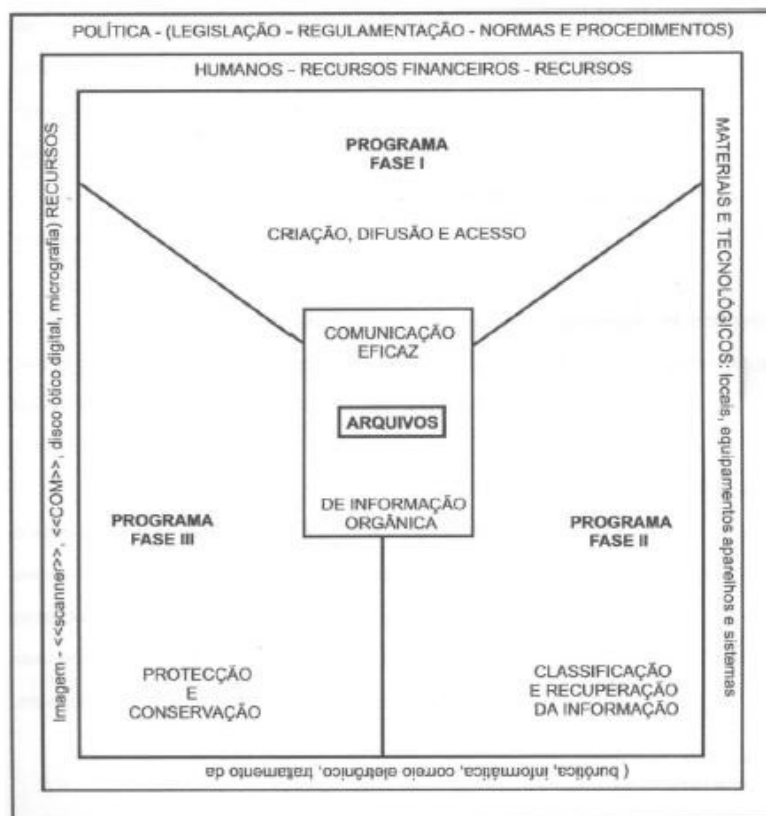 POLÍTICA - (LEGISLAÇÃO – REGULAMENTAÇÃO - NORMAS E PROCEDIMENTOS)
HUMANOS – RECURSOS FINANCEIROS - RECURSOS
MATERIAIS E TECNOLÓGICOS: locais, equipamentos aparelhos e sistemas
( burótica, informática, correio eletrônico, tratamento da
Imagem - <<scanner>>, <<COM>>, disco ótico digital, micrografia) RECURSOS
PROGRAMA
FASE I
CRIAÇÃO, DIFUSÃO E ACESSO
COMUNICAÇÃO
EFICAZ
ARQUIVOS
DE INFORMAÇÃO
ORGÂNICA
PROGRAMA
FASE III
PROGRAMA
FASE II
PROTECÇÃO
E
CONSERVAÇÃO
CLASSIFICAÇÃO
E RECUPERAÇÃO
DA INFORMAÇÃO